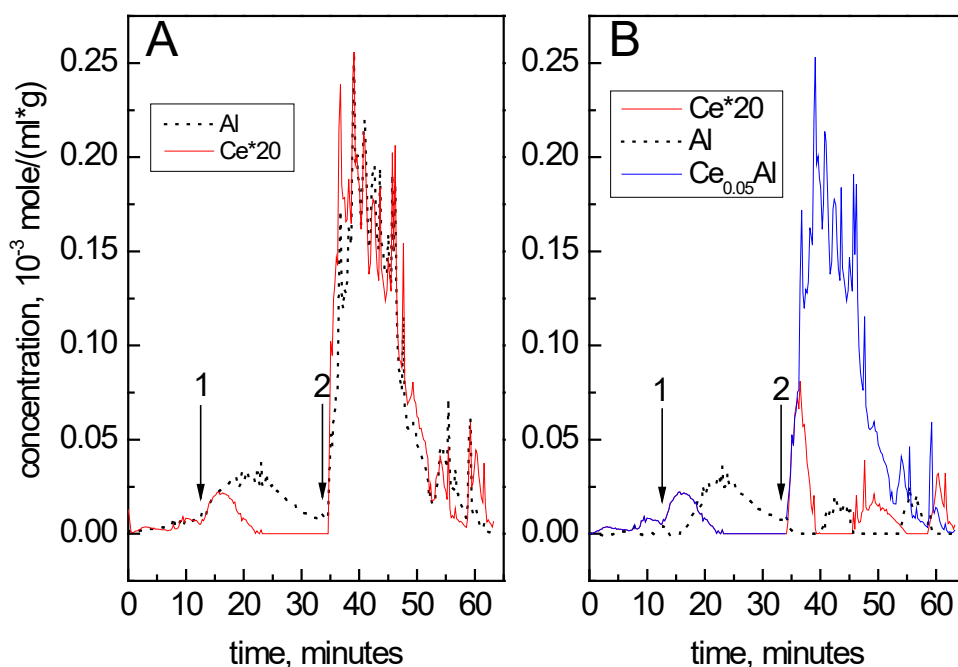 A
B
Al
Ce*20
Ce*20
Al
Ce0.05Al
1
2
1
2
0.25
0.20
0.15
0.10
0.05
0.00
0.25
0.20
0.15
0.10
0.05
0.00
concentration, 10-3 mole/(ml*g)
0 10 20 30 40 50 60
0 10 20 30 40 50 60
time, minutes
time, minutes